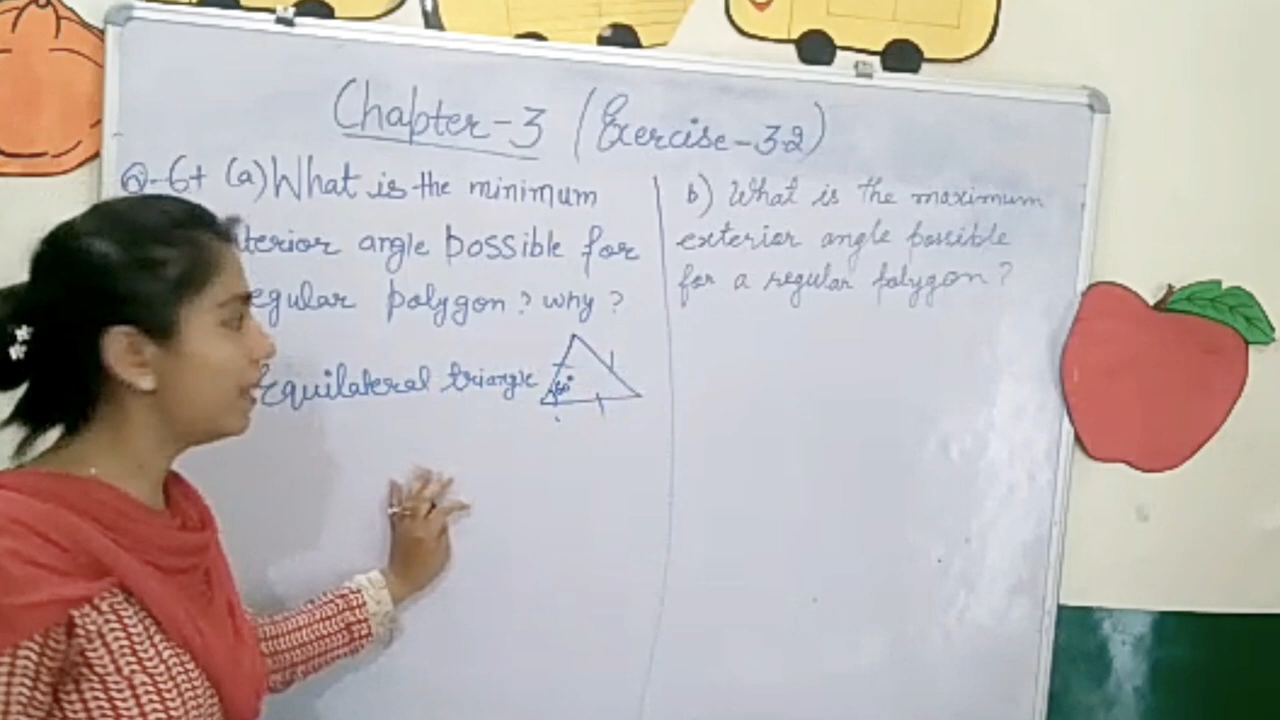 Chapter-3 (Exercise-3.2)
Q-6+ (a) What is the minimum
terior angle possible for
egular polygon? why?
Equilateral triangle 60°
b) What is the maximum
exterior angle possible
for a regular polygon?